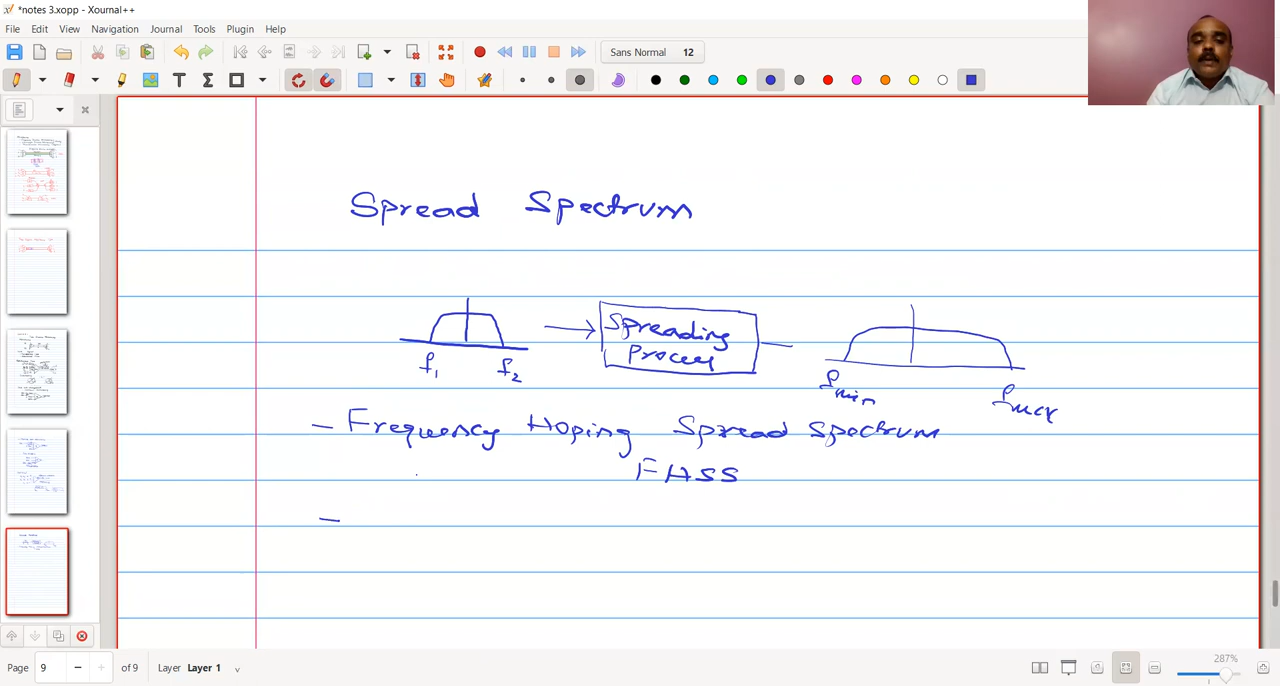 *notes 3.xopp - Xournal++
File Edit View Navigation Journal Tools Plugin Help
Sans Normal 12
Spread Spectrum
Spreading
Process
f1 f2
fmin fmax
- Frequency Hoping Spread Spectrum
FHSS
-
Page 9 of 9 Layer Layer 1
287%